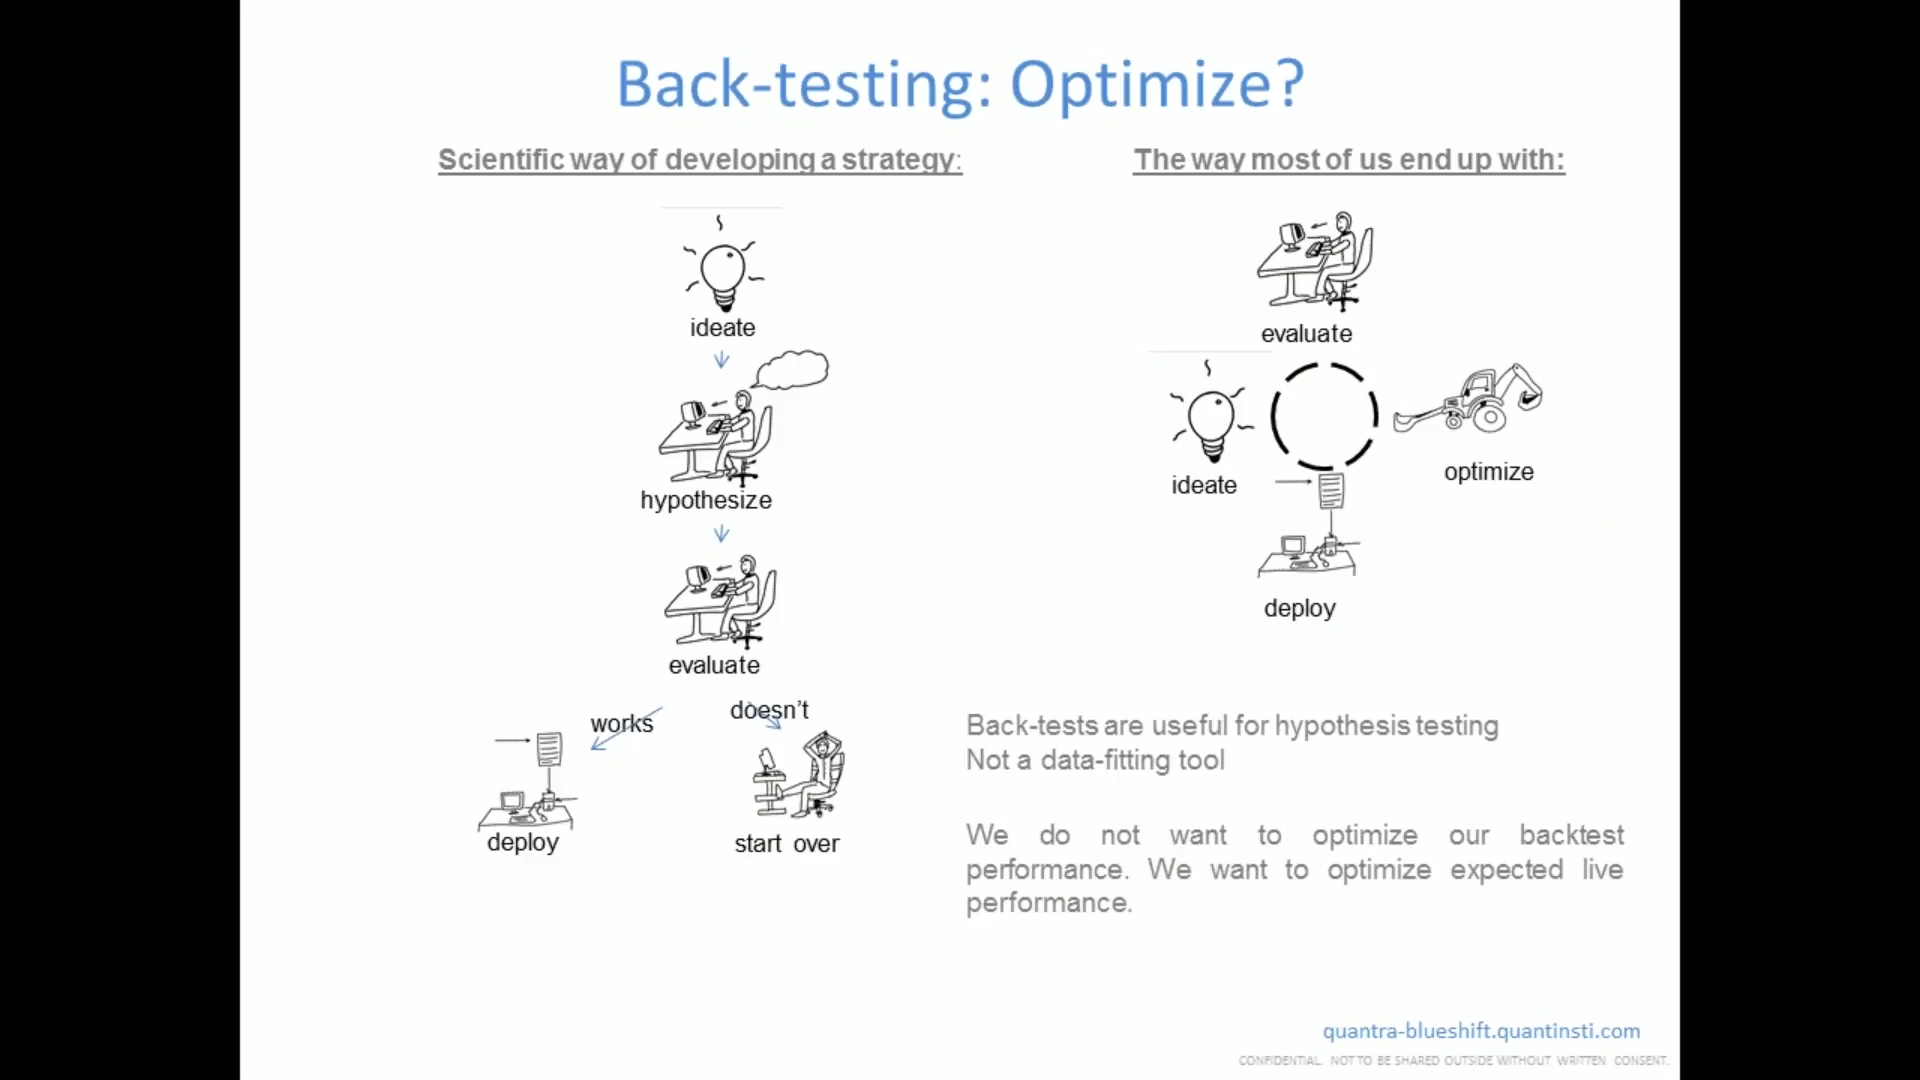 Back-testing: Optimize?
Scientific way of developing a strategy:
ideate
hypothesize
evaluate
works
doesn't
deploy
start over
The way most of us end up with:
evaluate
ideate
optimize
deploy
Back-tests are useful for hypothesis testing
Not a data-fitting tool
We do not want to optimize our backtest
performance. We want to optimize expected live
performance.
quantra-blueshift.quantinsti.com
CONFIDENTIAL. NOT TO BE SHARED OUTSIDE WITHOUT WRITTEN CONSENT.